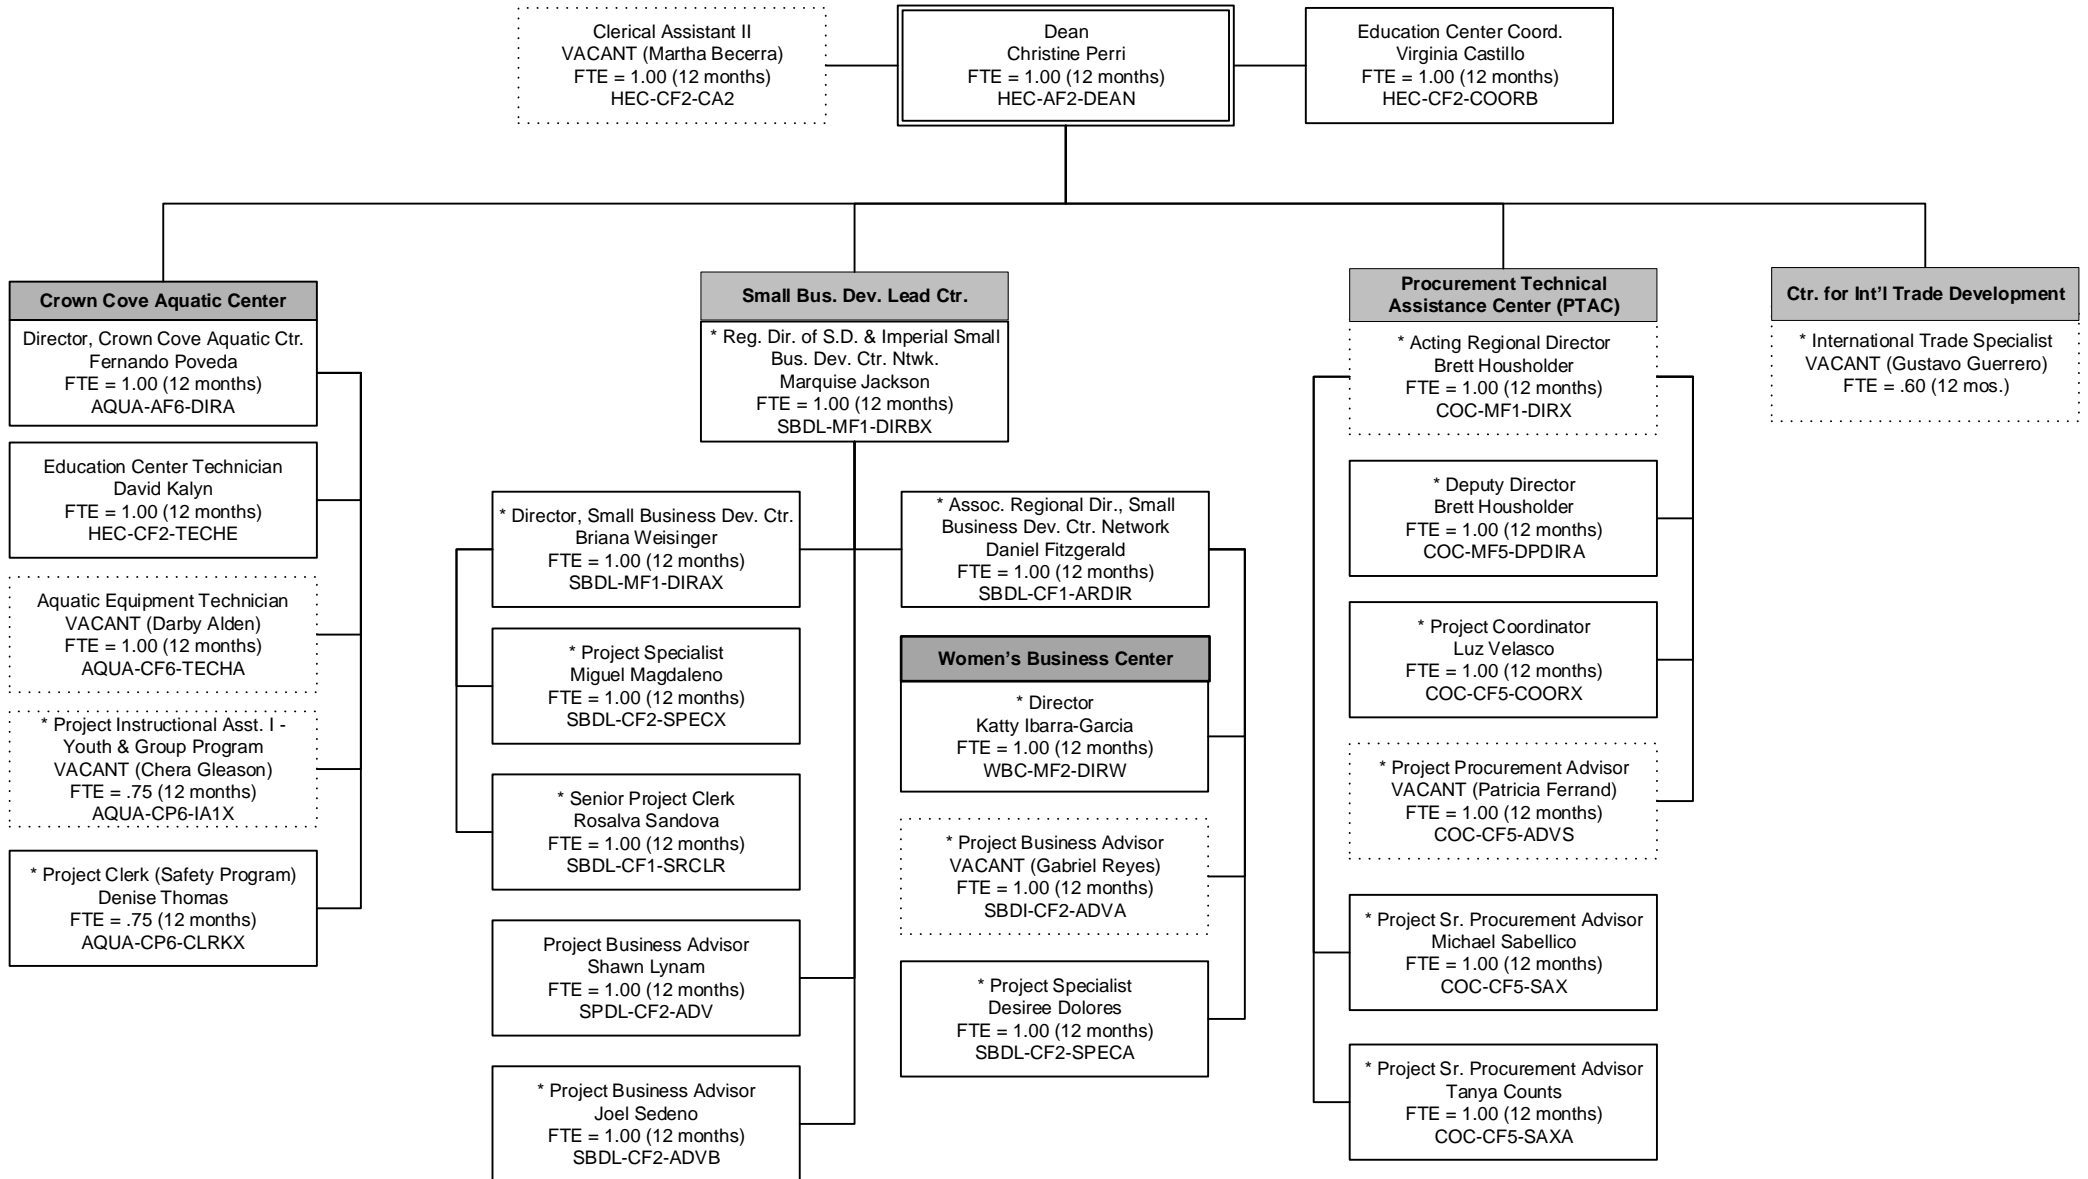 Clerical Assistant II
VACANT (Martha Becerra)
FTE = 1.00 (12 months)
HEC-CF2-CA2
Dean
Christine Perri
FTE = 1.00 (12 months)
HEC-AF2-DEAN
Education Center Coord.
Virginia Castillo
FTE = 1.00 (12 months)
HEC-CF2-COORB
Crown Cove Aquatic Center
Director, Crown Cove Aquatic Ctr.
Fernando Poveda
FTE = 1.00 (12 months)
AQUA-AF6-DIRA
Education Center Technician
David Kalyn
FTE = 1.00 (12 months)
HEC-CF2-TECHE
Aquatic Equipment Technician
VACANT (Darby Alden)
FTE = 1.00 (12 months)
AQUA-CF6-TECHA
* Project Instructional Asst. I -
Youth & Group Program
VACANT (Chera Gleason)
FTE = .75 (12 months)
AQUA-CP6-IA1X
* Project Clerk (Safety Program)
Denise Thomas
FTE = .75 (12 months)
AQUA-CP6-CLRKX
Small Bus. Dev. Lead Ctr.
* Reg. Dir. of S.D. & Imperial Small
Bus. Dev. Ctr. Ntwk.
Marquise Jackson
FTE = 1.00 (12 months)
SBDL-MF1-DIRBX
* Director, Small Business Dev. Ctr.
Briana Weisinger
FTE = 1.00 (12 months)
SBDL-MF1-DIRAX
* Project Specialist
Miguel Magdaleno
FTE = 1.00 (12 months)
SBDL-CF2-SPECX
* Senior Project Clerk
Rosalva Sandova
FTE = 1.00 (12 months)
SBDL-CF1-SRCLR
Project Business Advisor
Shawn Lynam
FTE = 1.00 (12 months)
SPDL-CF2-ADV
* Project Business Advisor
Joel Sedeno
FTE = 1.00 (12 months)
SBDL-CF2-ADVB
* Assoc. Regional Dir., Small
Business Dev. Ctr. Network
Daniel Fitzgerald
FTE = 1.00 (12 months)
SBDL-CF1-ARDIR
Women’s Business Center
* Director
Katty Ibarra-Garcia
FTE = 1.00 (12 months)
WBC-MF2-DIRW
* Project Business Advisor
VACANT (Gabriel Reyes)
FTE = 1.00 (12 months)
SBDI-CF2-ADVA
* Project Specialist
Desiree Dolores
FTE = 1.00 (12 months)
SBDL-CF2-SPECA
Procurement Technical
Assistance Center (PTAC)
* Acting Regional Director
Brett Housholder
FTE = 1.00 (12 months)
COC-MF1-DIRX
* Deputy Director
Brett Housholder
FTE = 1.00 (12 months)
COC-MF5-DPDIRA
* Project Coordinator
Luz Velasco
FTE = 1.00 (12 months)
COC-CF5-COORX
* Project Procurement Advisor
VACANT (Patricia Ferrand)
FTE = 1.00 (12 months)
COC-CF5-ADVS
* Project Sr. Procurement Advisor
Michael Sabellico
FTE = 1.00 (12 months)
COC-CF5-SAX
* Project Sr. Procurement Advisor
Tanya Counts
FTE = 1.00 (12 months)
COC-CF5-SAXA
Ctr. for Int’l Trade Development
* International Trade Specialist
VACANT (Gustavo Guerrero)
FTE = .60 (12 mos.)